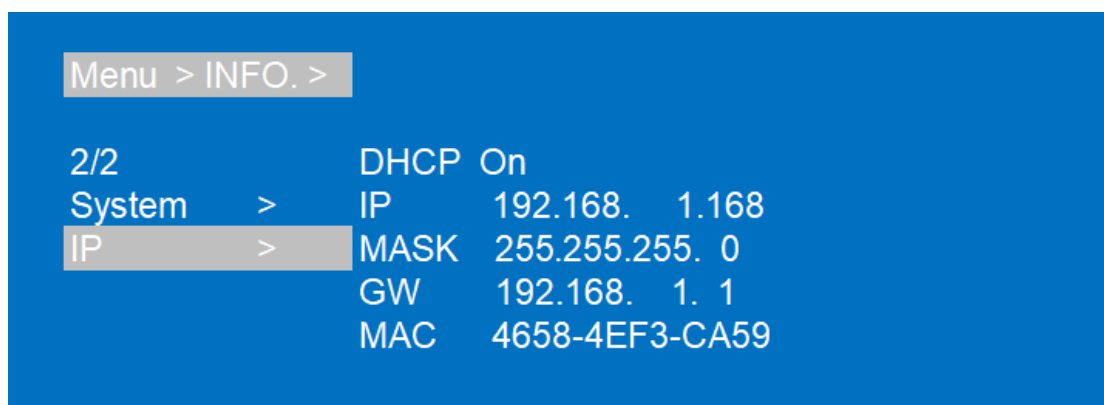 Menu > INFO. >
2/2 DHCP On
System > IP 192.168. 1.168
IP > MASK 255.255.255. 0
GW 192.168. 1. 1
MAC 4658-4EF3-CA59